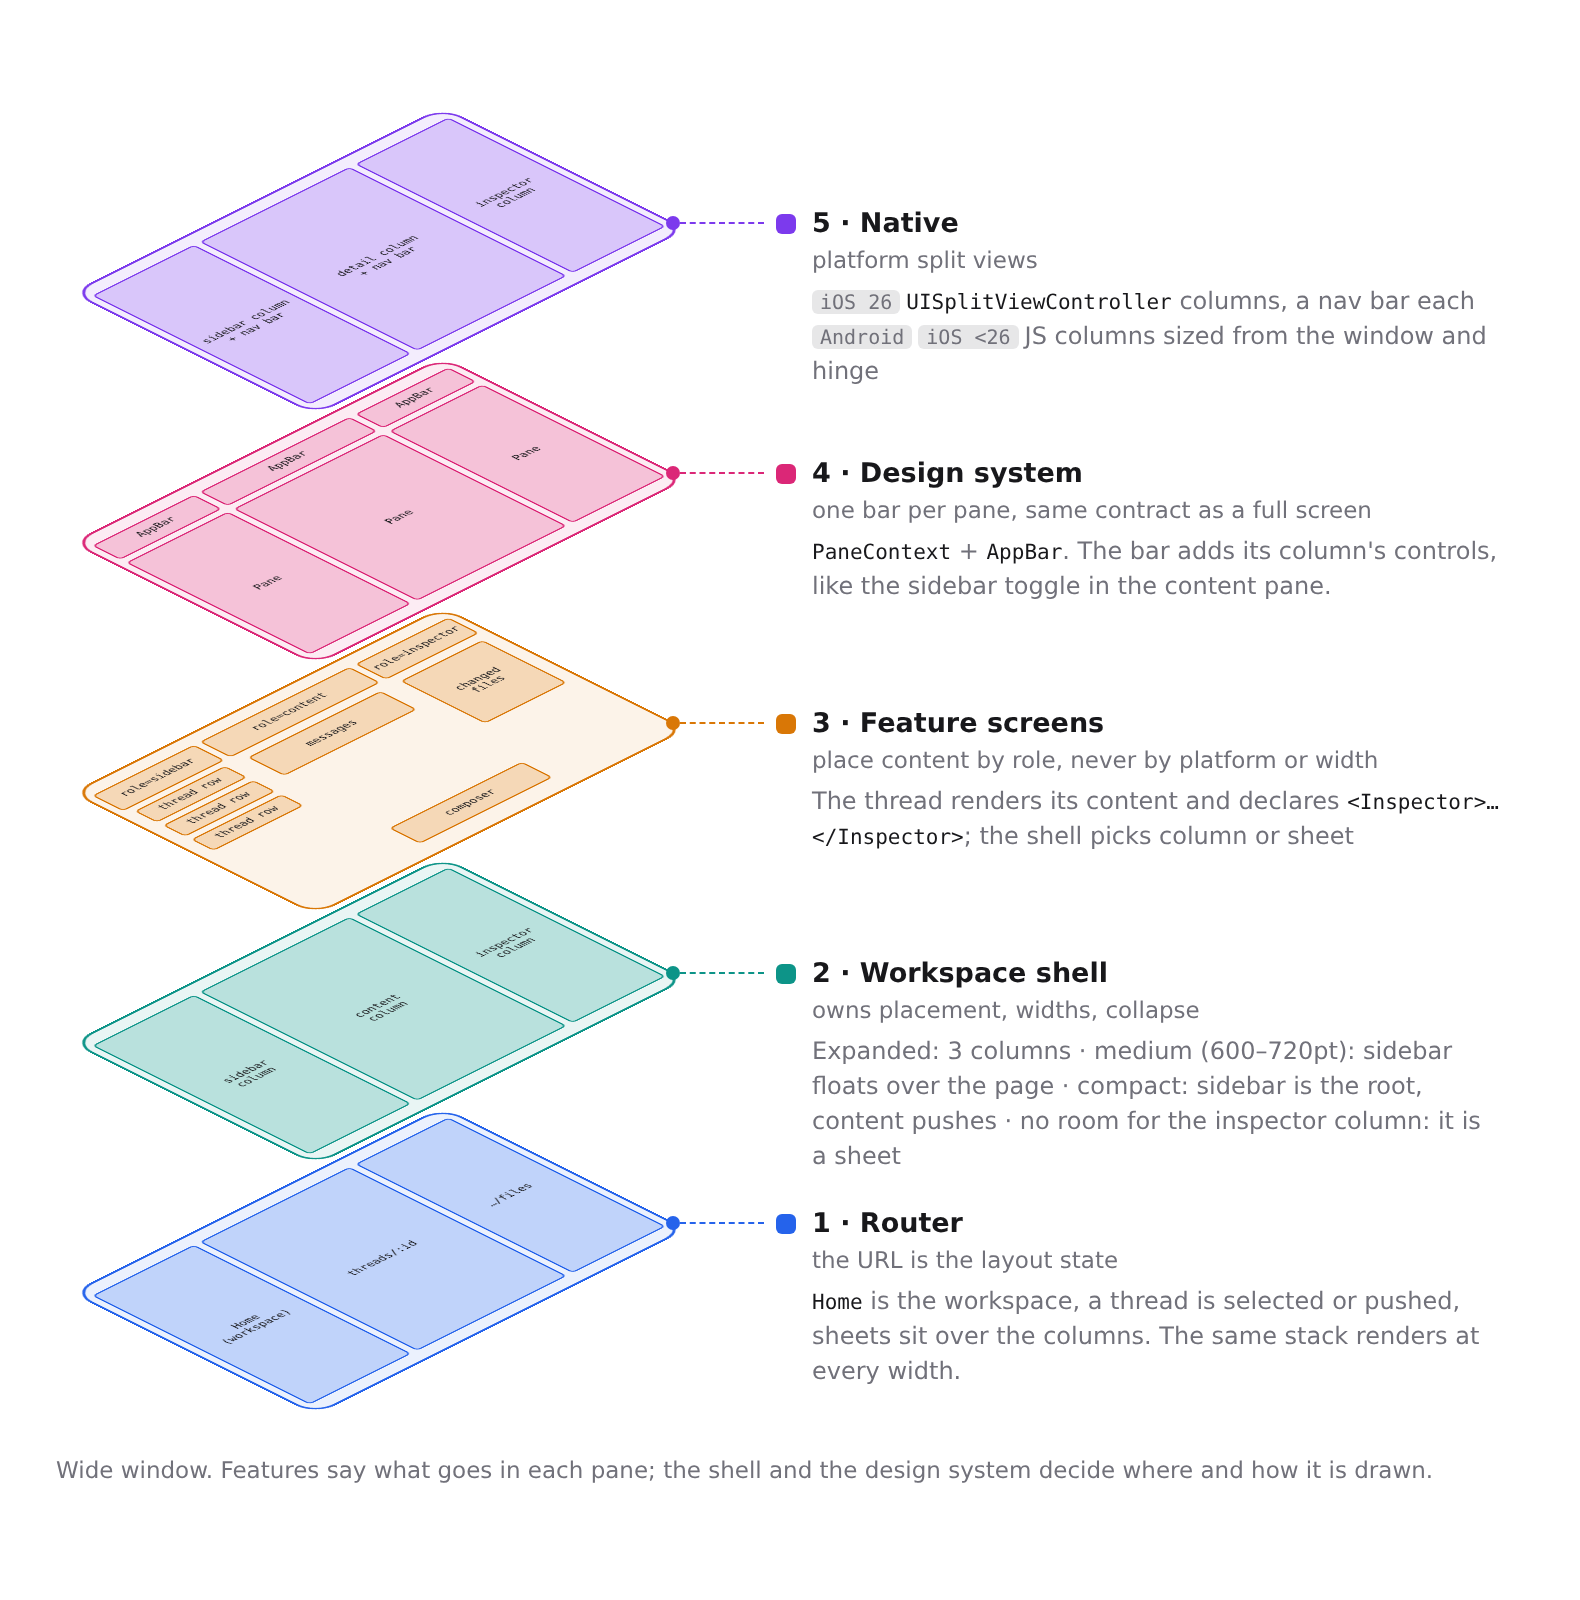 inspector
column
detail column
+ nav bar
sidebar column
+ nav bar
5 · Native
platform split views
iOS 26 UISplitViewController columns, a nav bar each
Android iOS <26 JS columns sized from the window and
hinge
AppBar
AppBar
AppBar
Pane
Pane
Pane
4 · Design system
one bar per pane, same contract as a full screen
PaneContext + AppBar. The bar adds its column's controls,
like the sidebar toggle in the content pane.
role=inspector
changed
files
role=content
messages
role=sidebar
thread row
thread row
thread row
composer
3 · Feature screens
place content by role, never by platform or width
The thread renders its content and declares <Inspector>…
</Inspector>; the shell picks column or sheet
inspector
column
content
column
sidebar
column
2 · Workspace shell
owns placement, widths, collapse
Expanded: 3 columns · medium (600–720pt): sidebar
floats over the page · compact: sidebar is the root,
content pushes · no room for the inspector column: it is
a sheet
…/files
threads/:id
Home
(workspace)
1 · Router
the URL is the layout state
Home is the workspace, a thread is selected or pushed,
sheets sit over the columns. The same stack renders at
every width.
Wide window. Features say what goes in each pane; the shell and the design system decide where and how it is drawn.